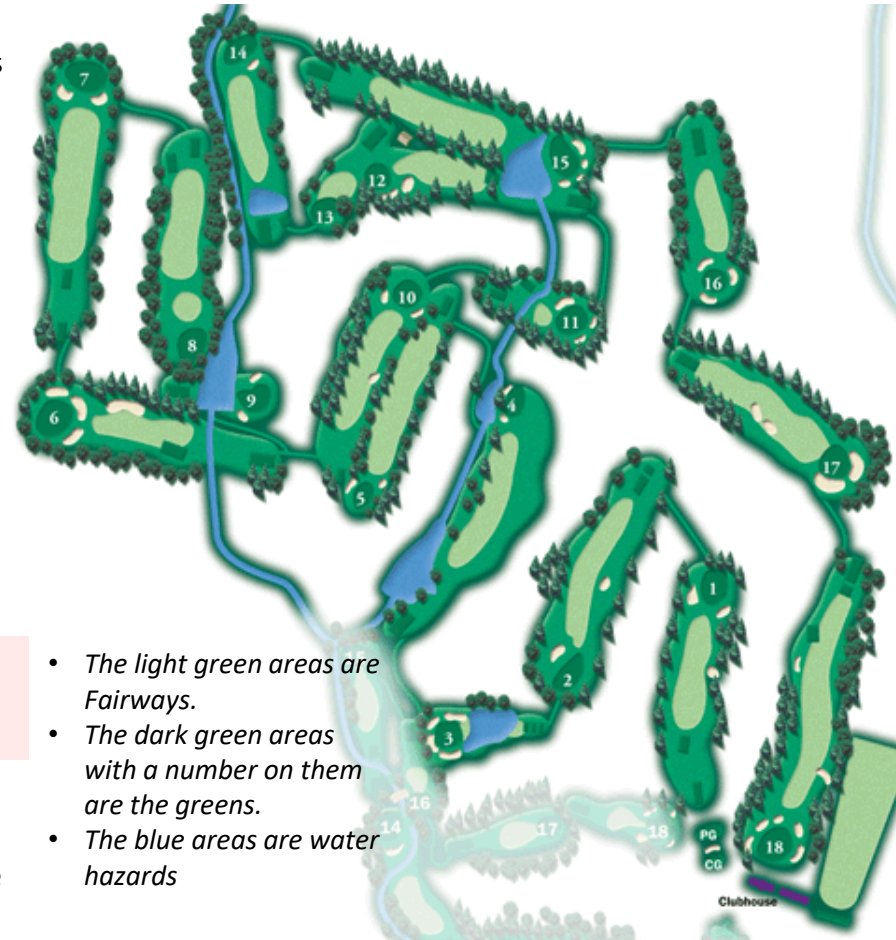 14
7
15
12
13
16
10
11
8
9
4
6
17
5
1
2
3
• The light green areas are
Fairways.
• The dark green areas
with a number on them
are the greens.
• The blue areas are water
hazards
16
14
17
18
PG
CG
18
Clubhouse